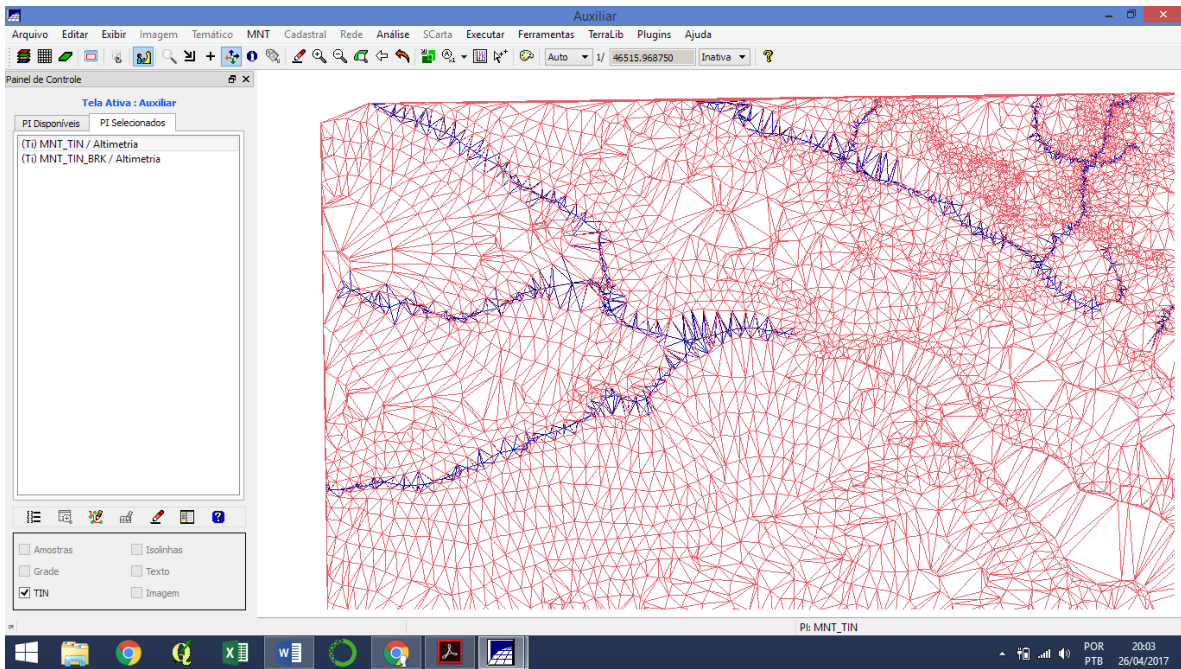 Auxiliar
Arquivo Editar Exibir Imagem Temático MNT Cadastral Rede Análise SCarta Executar Ferramentas TerraLib Plugins Ajuda
Auto 1/ 46515.968750 Inativa
Painel de Controle
Tela Ativa : Auxiliar
PI Disponíveis PI Selecionados
(Ti) MNT_TIN / Altimetria
(Ti) MNT_TIN_BRK / Altimetria
Amostras Isolinhas
Grade Texto
TIN Imagem
PI: MNT_TIN
POR 20:03
PTB 26/04/2017